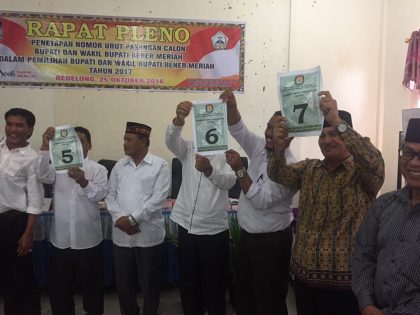 RAPAT PLENO
PENETAPAN NOMOR URUT PASANGAN CALON
BUPATI DAN WAKIL BUPATI BENER MERIAH
DALAM PEMILIHAN BUPATI DAN WAKIL BUPATI BENER MERIAH
TAHUN 2017
REDELONG, 25 OKTOBER 2016
5
6
7